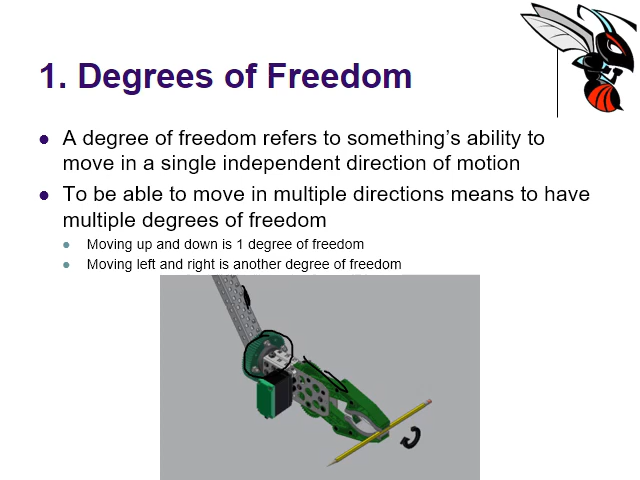 1. Degrees of Freedom
A degree of freedom refers to something's ability to
move in a single independent direction of motion
To be able to move in multiple directions means to have
multiple degrees of freedom
Moving up and down is 1 degree of freedom
Moving left and right is another degree of freedom